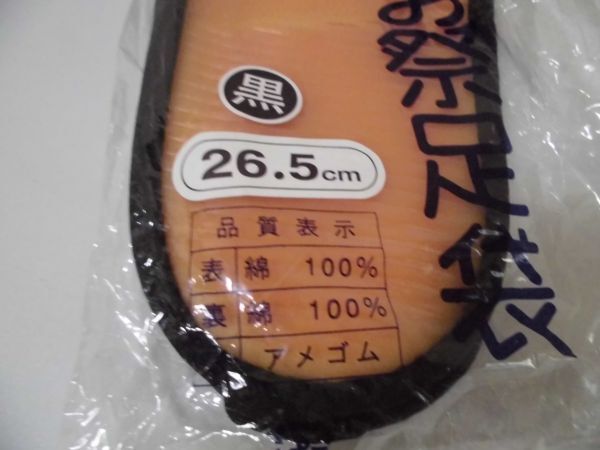 お祭足袋
黒
26.5cm
品質表示
表 綿 100%
裏 綿 100%
アメゴム